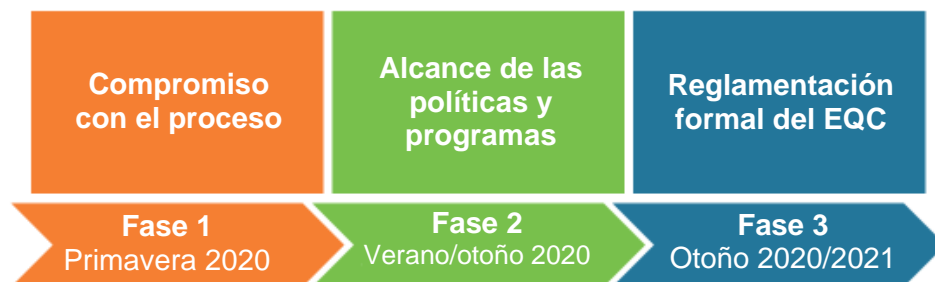 Compromiso
con el proceso
Alcance de las
políticas y
programas
Reglamentación
formal del EQC
Fase 1
Primavera 2020
Fase 2
Verano/otoño 2020
Fase 3
Otoño 2020/2021